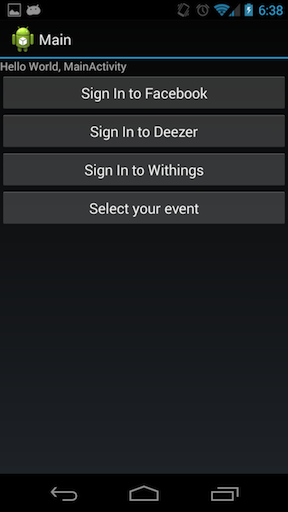 6:38
Main
Hello World, MainActivity
Sign In to Facebook
Sign In to Deezer
Sign In to Withings
Select your event